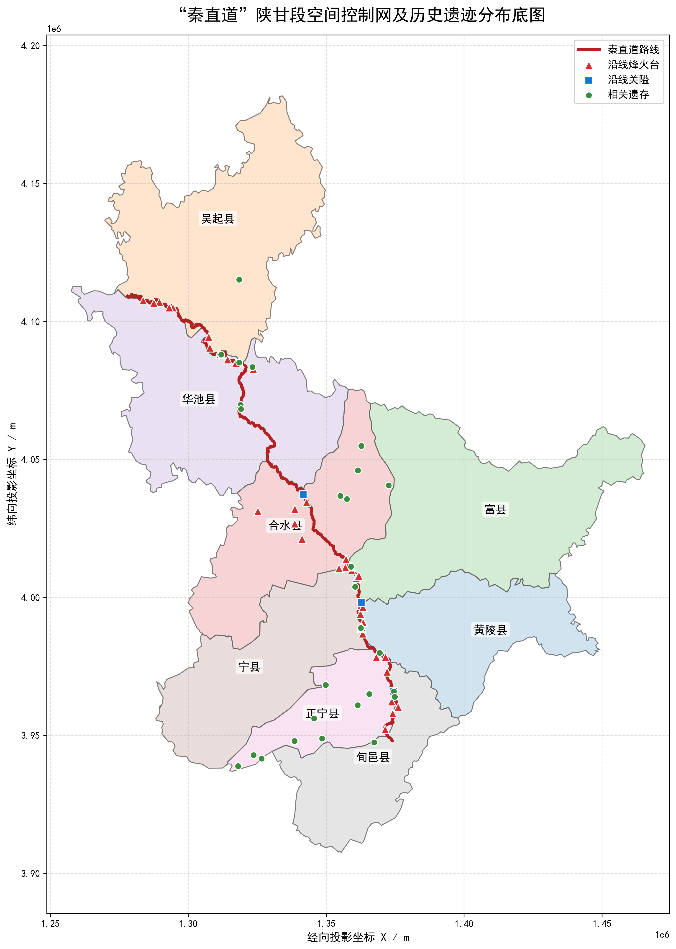 “秦直道”陕甘段空间控制网及历史遗迹分布底图
1e6
4.20
4.15
4.10
4.05
4.00
3.95
3.90
纬向投影坐标 Y / m
秦直道路线
沿线烽火台
沿线关隘
相关遗存
吴起县
华池县
合水县
富县
黄陵县
宁县
正宁县
旬邑县
1.25
1.30
1.35
1.40
1.45
1e6
经向投影坐标 X / m